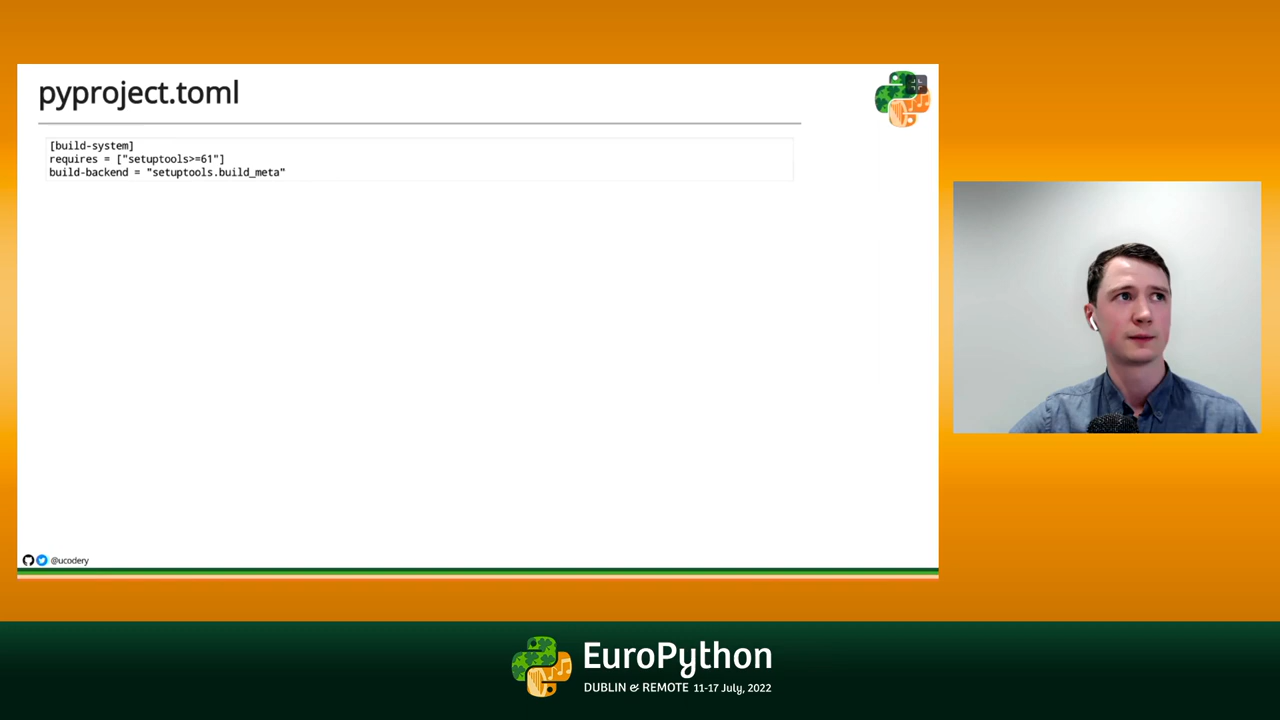 pyproject.toml
[build-system]
requires = ["setuptools>=61"]
build-backend = "setuptools.build_meta"
@ucodery
EuroPython
DUBLIN & REMOTE 11-17 July, 2022